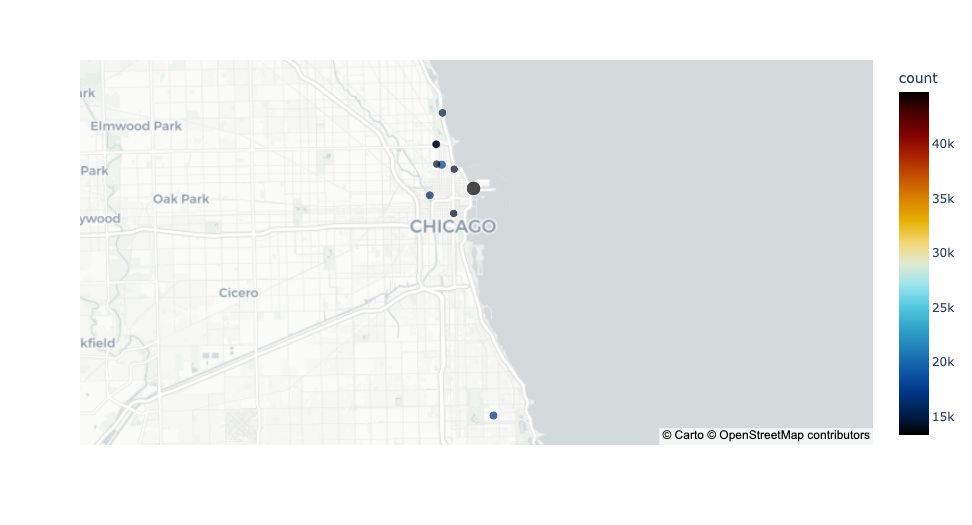 count
ark
Elmwood Park
40k
Park
Oak Park
35k
ywood
CHICAGO
30k
Cicero
25k
kfield
20k
15k
© Carto © OpenStreetMap contributors